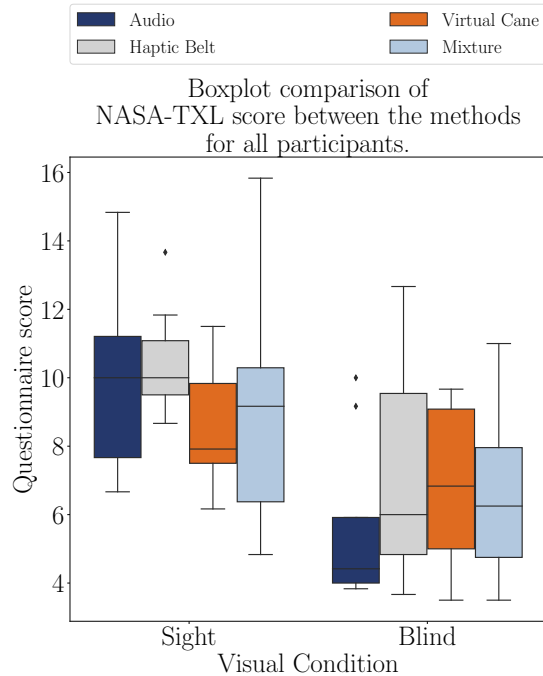 Audio
Haptic Belt
Virtual Cane
Mixture
Boxplot comparison of
NASA-TXL score between the methods
for all participants.
16
14
12
10
8
6
4
Questionnaire score
Sight
Blind
Visual Condition